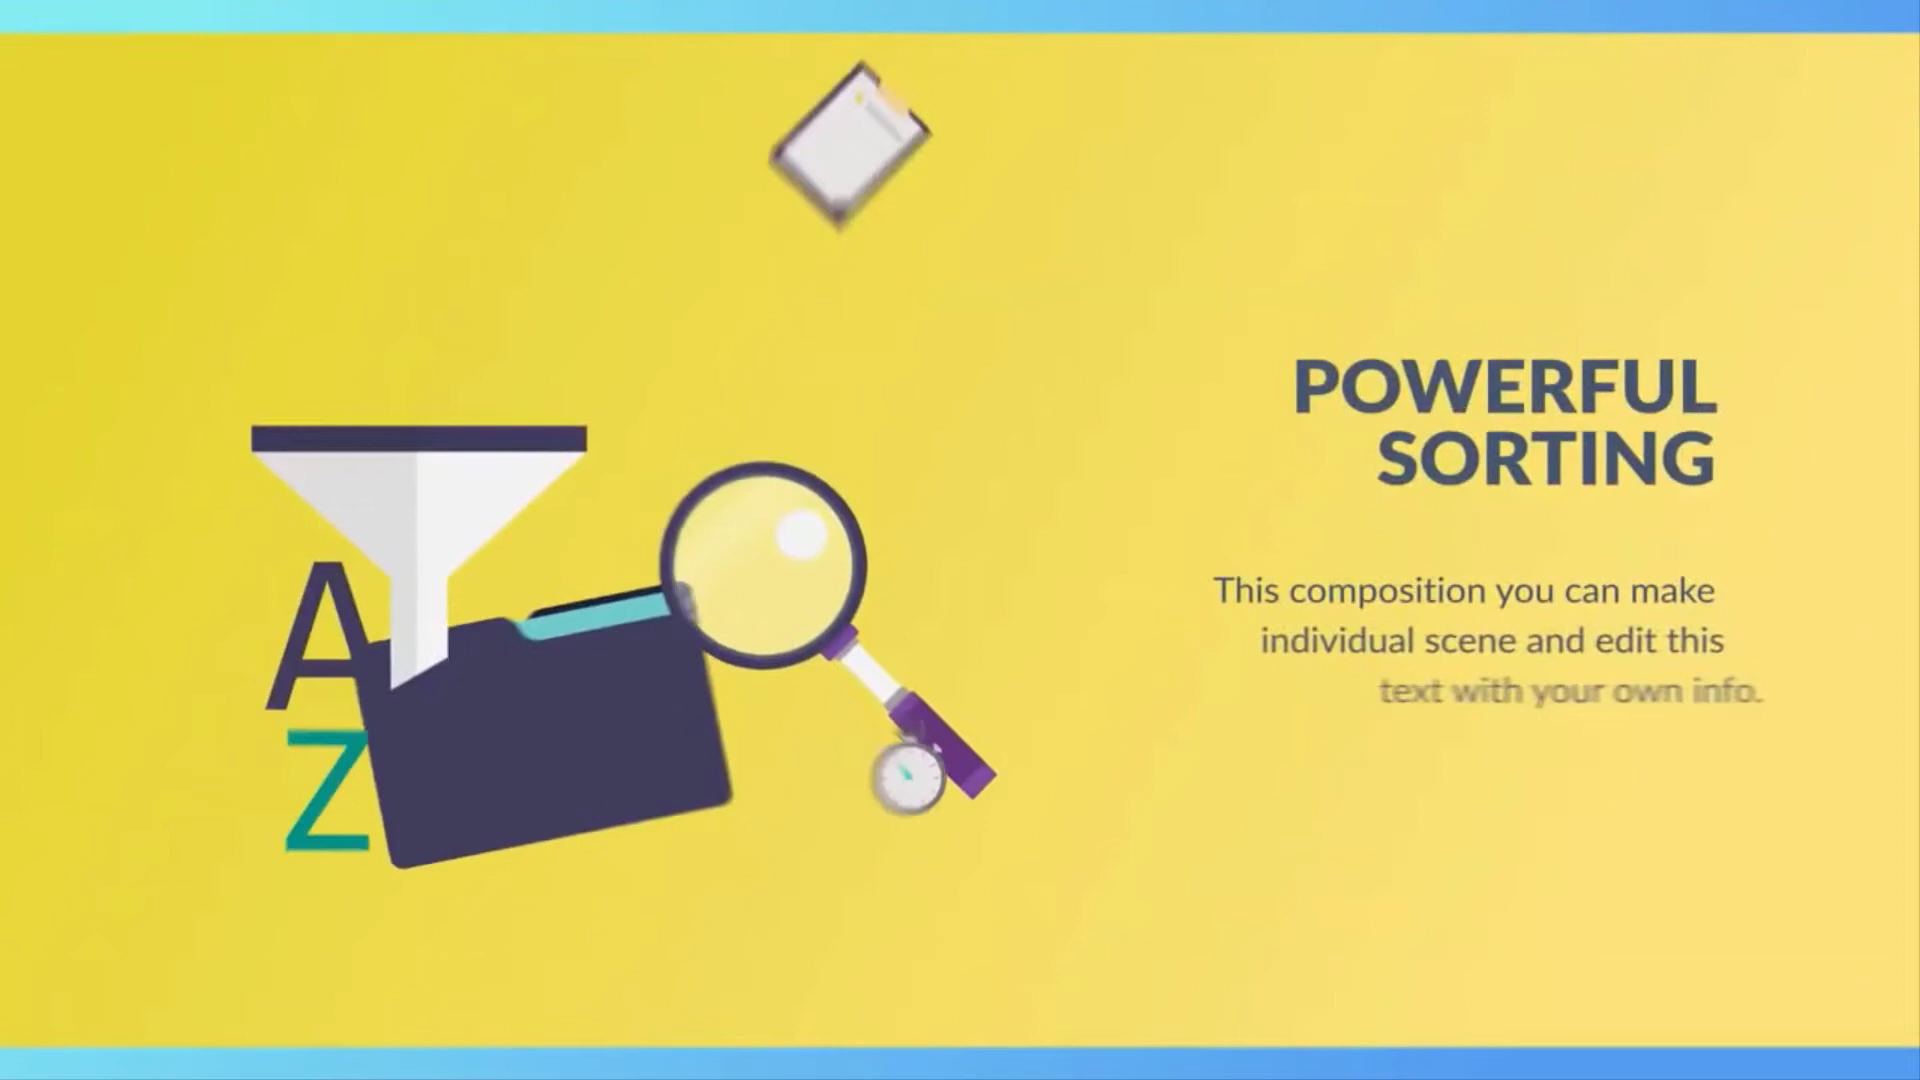 POWERFUL
SORTING
This composition you can make
individual scene and edit this
text with your own info.
A
Z